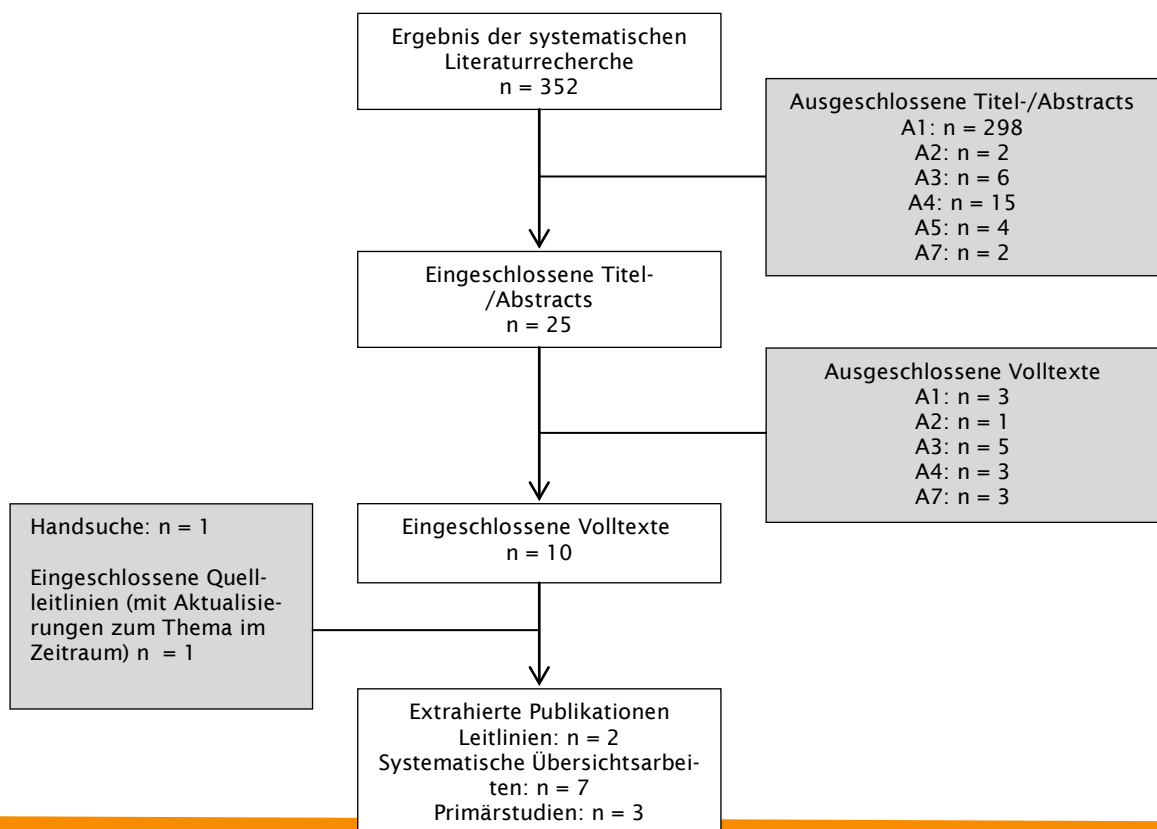 Ergebnis der systematischen
Literaturrecherche
n = 352
Ausgeschlossene Titel-/Abstracts
A1: n = 298
A2: n = 2
A3: n = 6
A4: n = 15
A5: n = 4
A7: n = 2
Eingeschlossene Titel-
/Abstracts
n = 25
Ausgeschlossene Volltexte
A1: n = 3
A2: n = 1
A3: n = 5
A4: n = 3
A7: n = 3
Eingeschlossene Volltexte
n = 10
Handsuche: n = 1
Eingeschlossene Quell-
leitlinien (mit Aktualisie-
rungen zum Thema im
Zeitraum) n = 1
Extrahierte Publikationen
Leitlinien: n = 2
Systematische Übersichtsarbei-
ten: n = 7
Primärstudien: n = 3